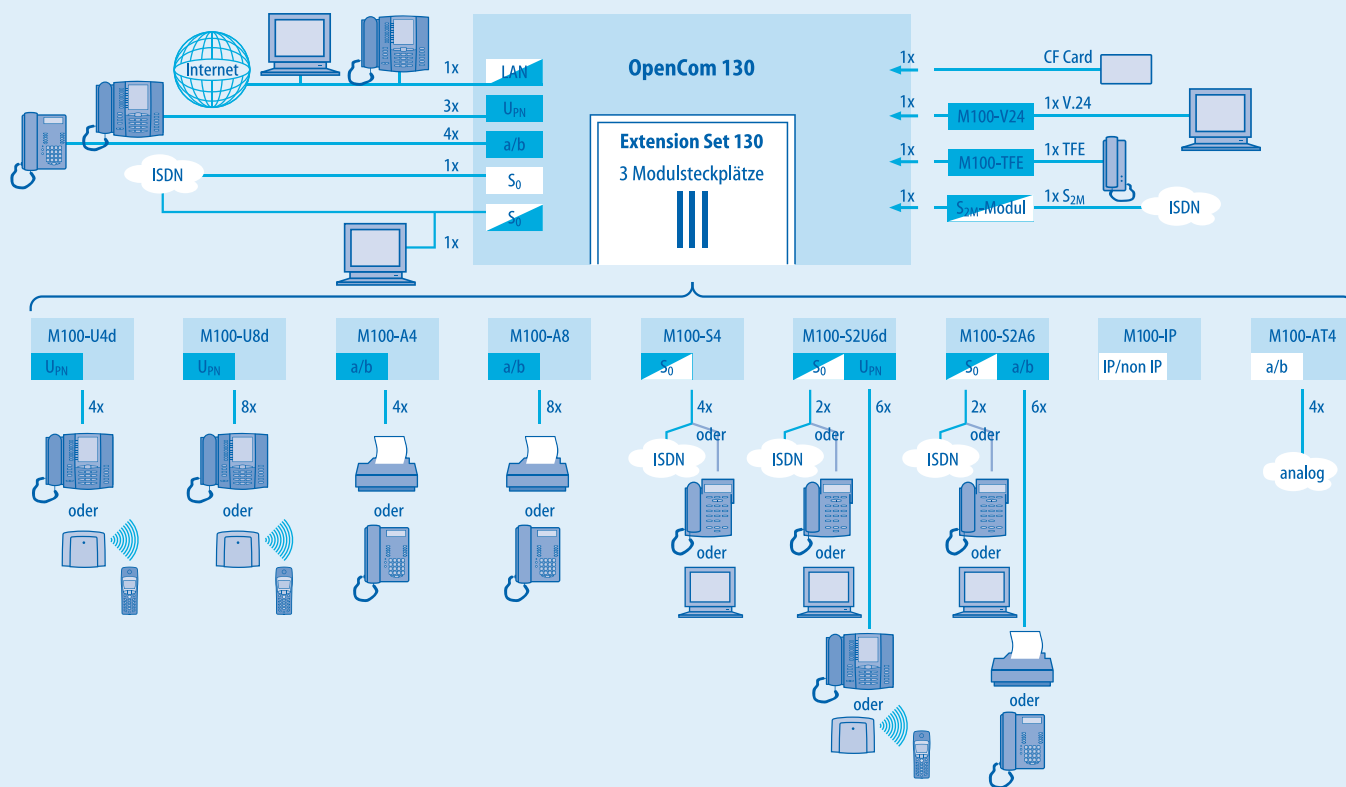 Internet
1x
LAN
3x
UPN
4x
a/b
1x
ISDN
S0
S0
1x
OpenCom 130
Extension Set 130
3 Modulsteckplätze
1x
CF Card
1x
M100-V24
1x V.24
1x
M100-TFE
1x TFE
1x
S2M-Modul
1x S2M
ISDN
M100-U4d
UPN
4x
oder
M100-U8d
UPN
8x
oder
M100-A4
a/b
4x
oder
M100-A8
a/b
8x
oder
M100-S4
S0
4x
oder
ISDN
oder
M100-S2U6d
S0
UPN
2x
6x
oder
ISDN
oder
oder
M100-S2A6
S0
a/b
2x
6x
oder
ISDN
oder
oder
M100-IP
IP/non IP
M100-AT4
a/b
4x
analog